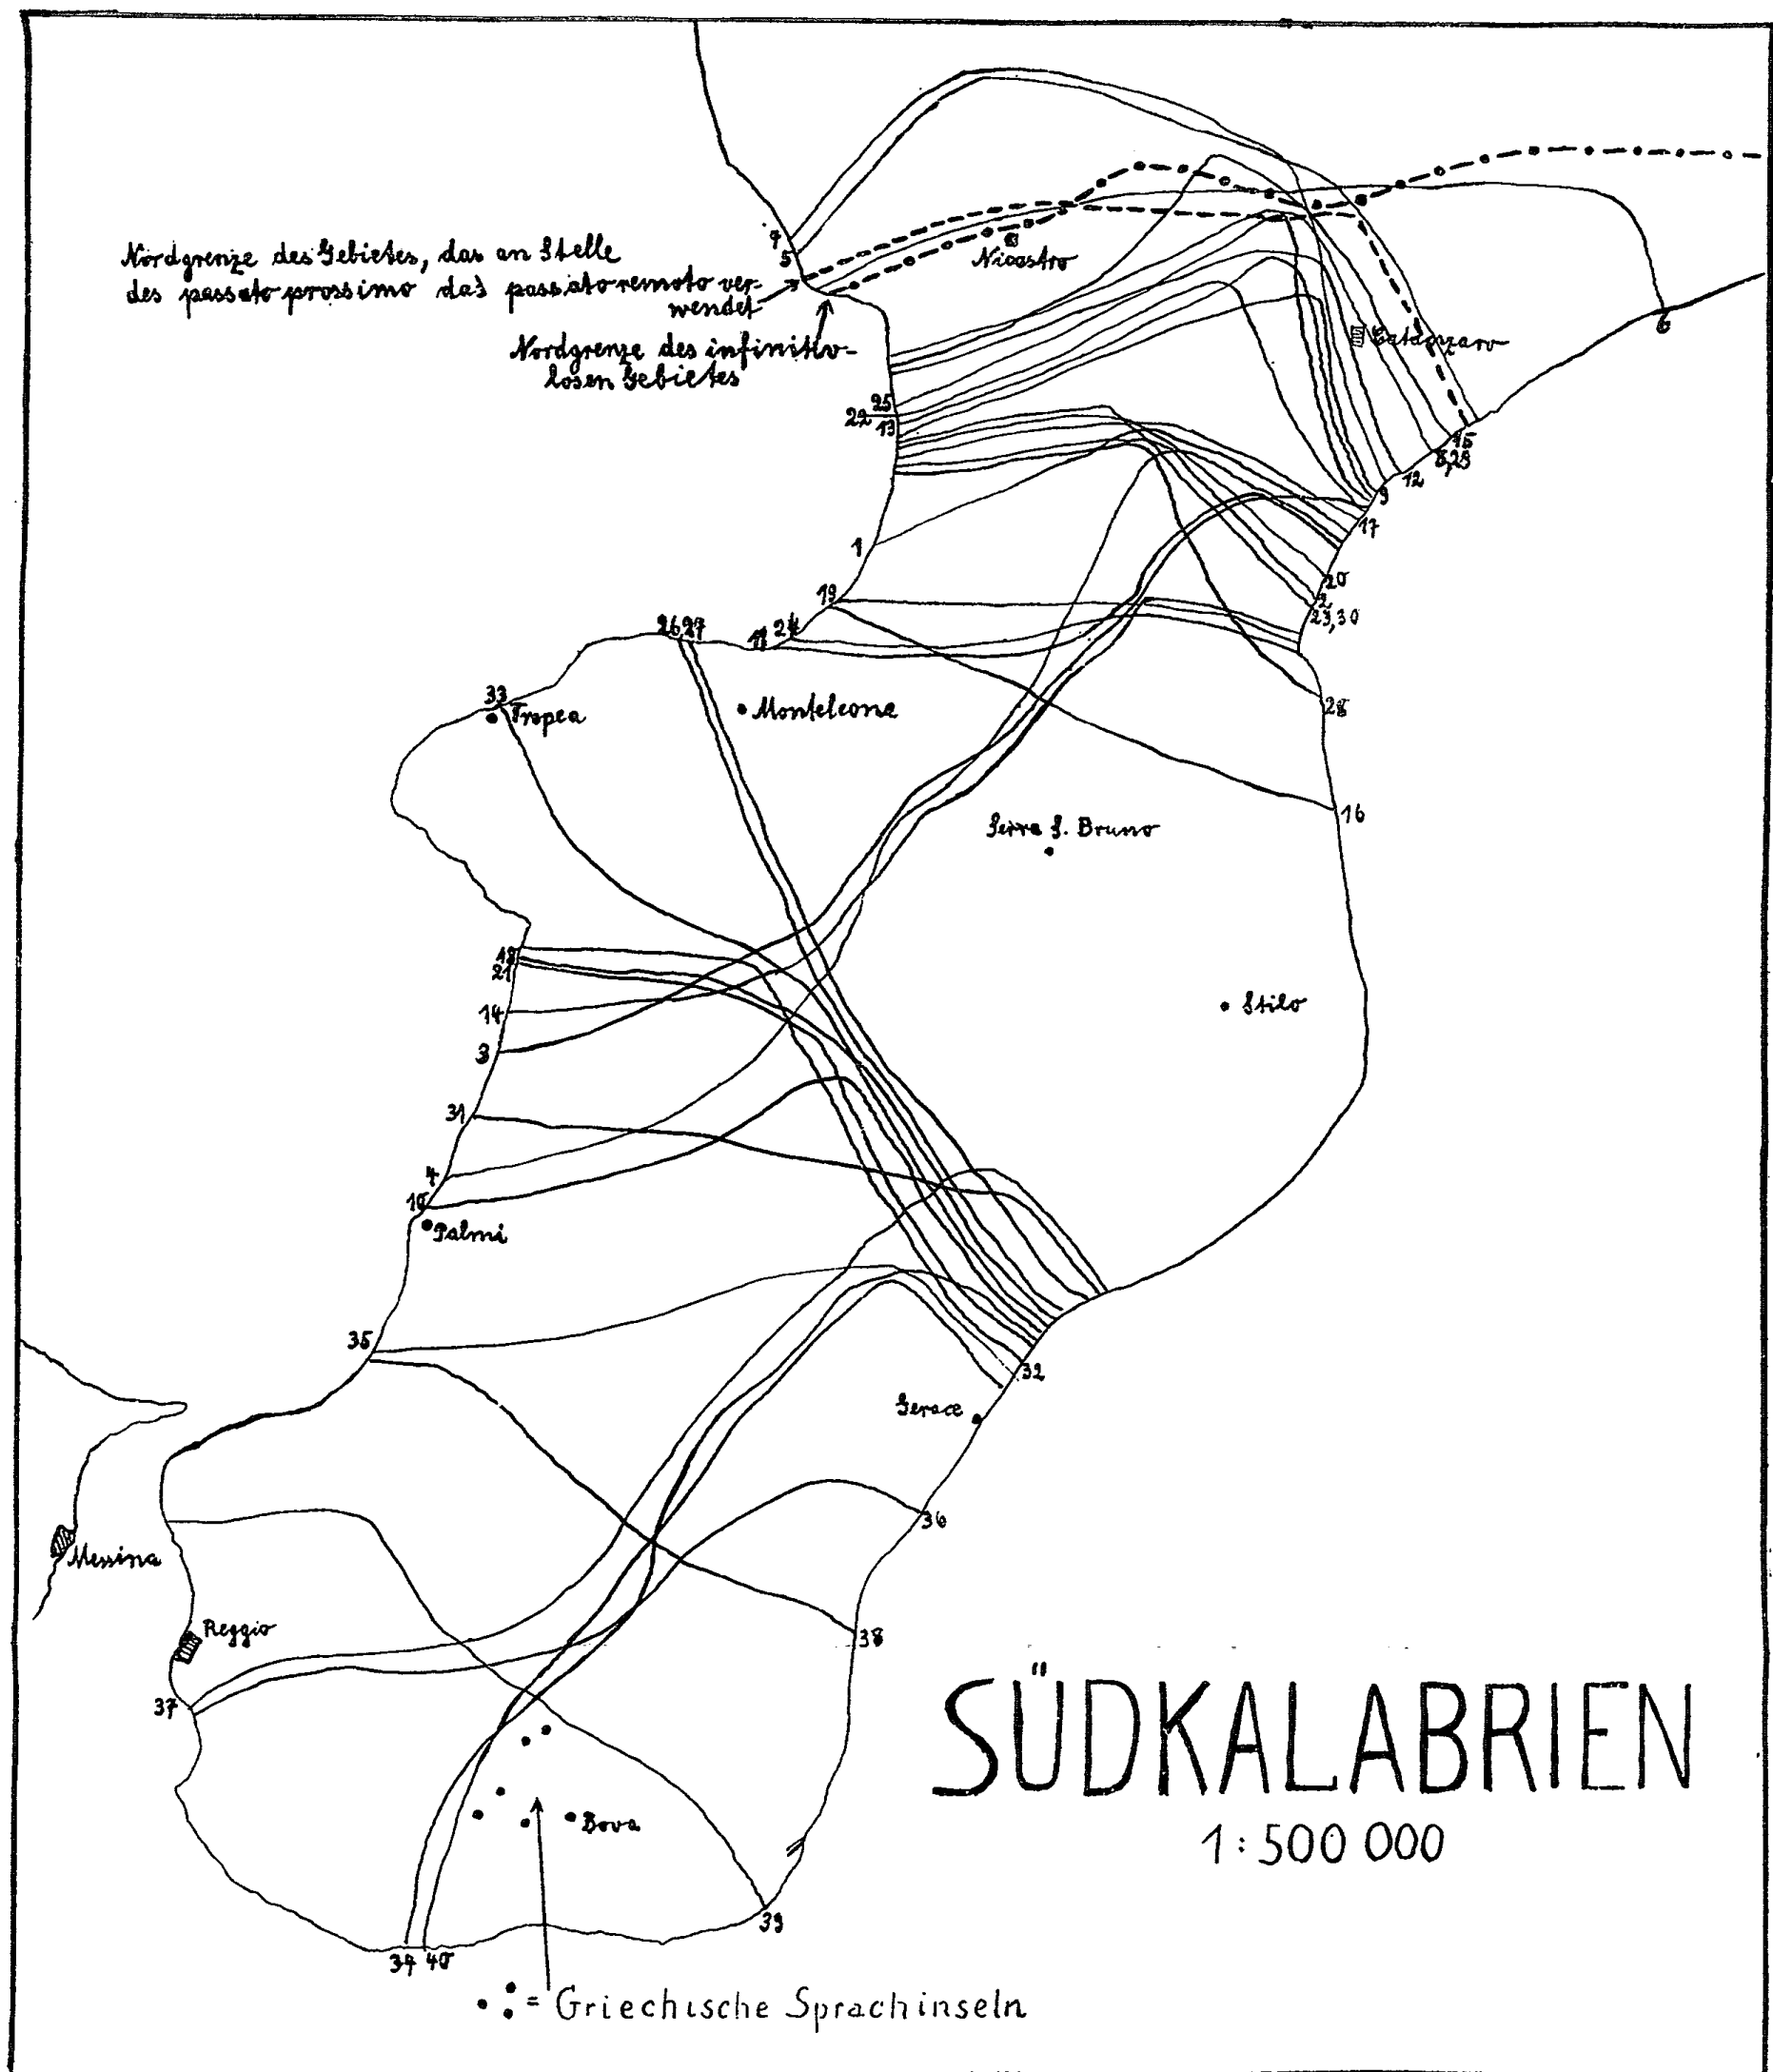 7
5
Nordgrenze des Gebietes, das an Stelle
des passato prossimo das passato remoto ver-
wendet
Nicastro
Nordgrenze des infinitiv-
losen Gebietes
Catanzaro
6
25
22
13
15
8,29
12
9
17
1
20
2
23,30
19
26,27
11
24
28
33
Tropea
Monteleone
16
Serra S. Bruno
18
21
14
Stilo
3
31
4
10
Palmi
35
32
Gerace
36
Messina
Reggio
38
37
SÜDKALABRIEN
1:500 000
Bova
39
34 40
= Griechische Sprachinseln